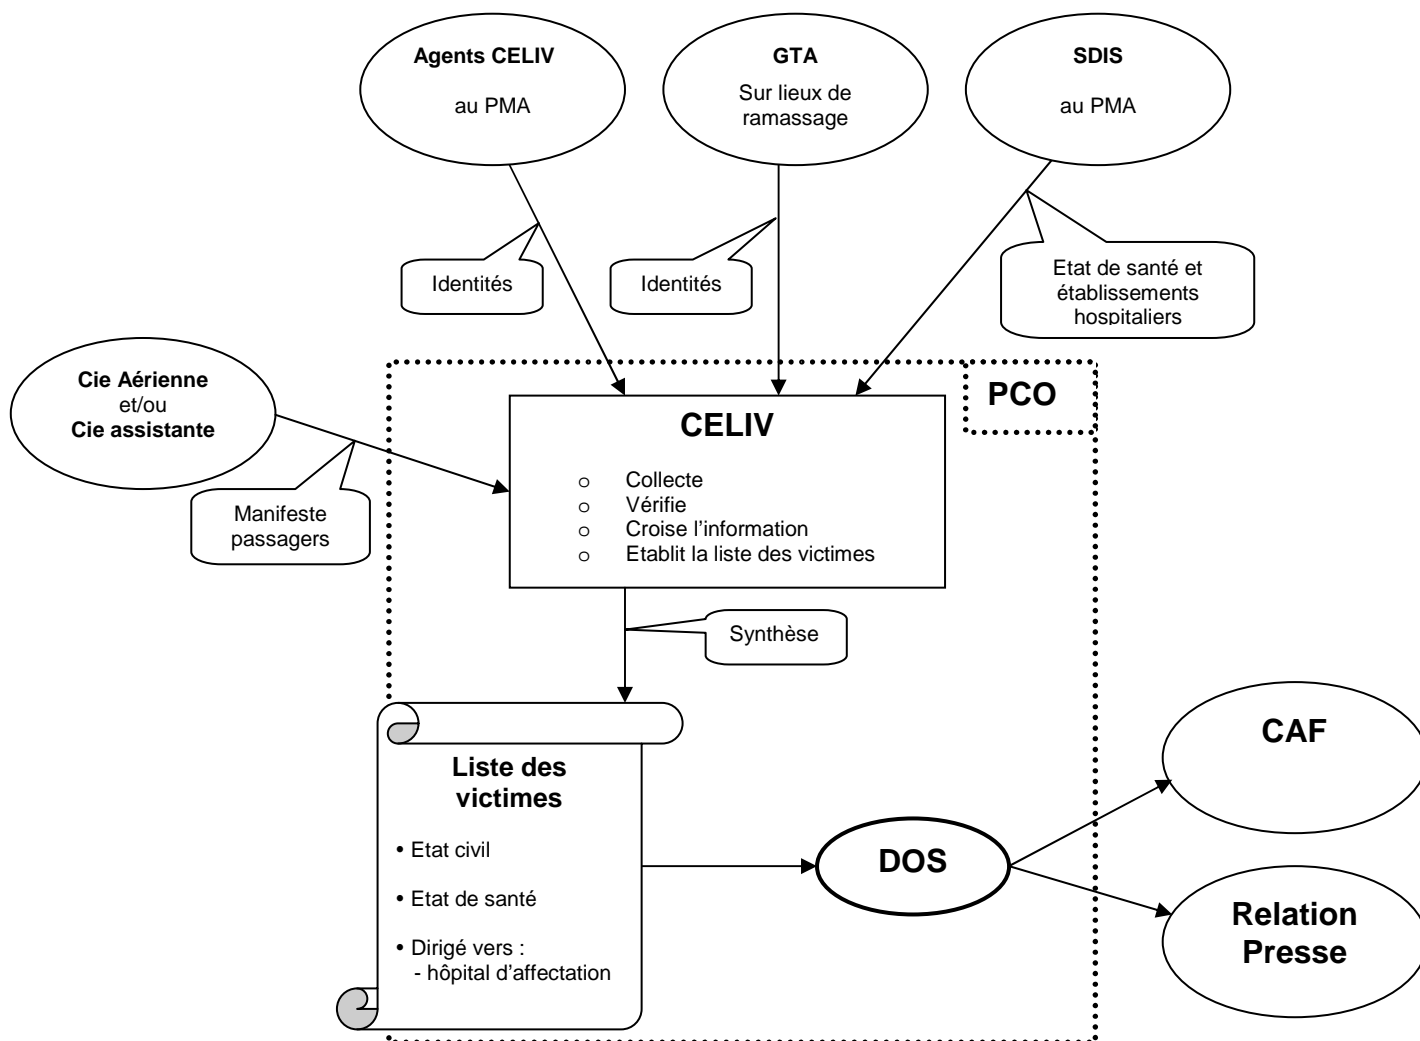 Agents CELIV
au PMA
GTA
Sur lieux de
ramassage
SDIS
au PMA
Identités
Identités
Etat de santé et
établissements
hospitaliers
Cie Aérienne
et/ou
Cie assistante
Manifeste
passagers
PCO
CELIV
o Collecte
o Vérifie
o Croise l’information
o Etablit la liste des victimes
Synthèse
Liste des
victimes
• Etat civil
• Etat de santé
• Dirigé vers :
- hôpital d’affectation
DOS
CAF
Relation
Presse